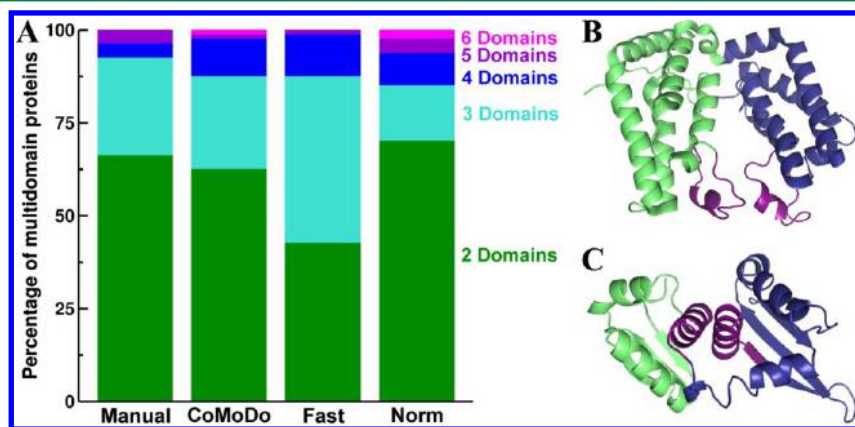 A
Percentage of multidomain proteins
100
75
50
25
0
Manual CoMoDo Fast Norm
6 Domains
5 Domains
4 Domains
3 Domains
2 Domains
B
C